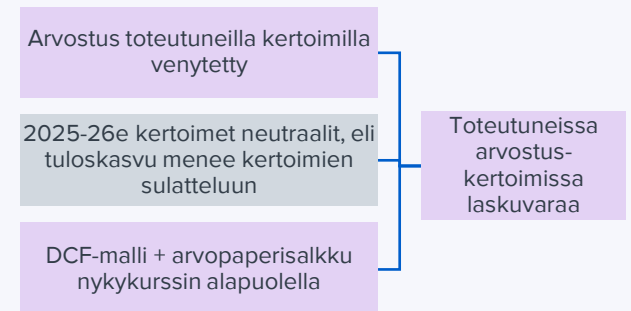 Arvostus toteutuneilla kertoimilla
venytetty
2025-26e kertoimet neutraalit, eli
tuloskasvu menee kertoimien
sulatteluun
DCF-malli + arvopaperisalkku
nykykurssin alapuolella
Toteutuneissa
arvostus-
kertoimissa
laskuvaraa